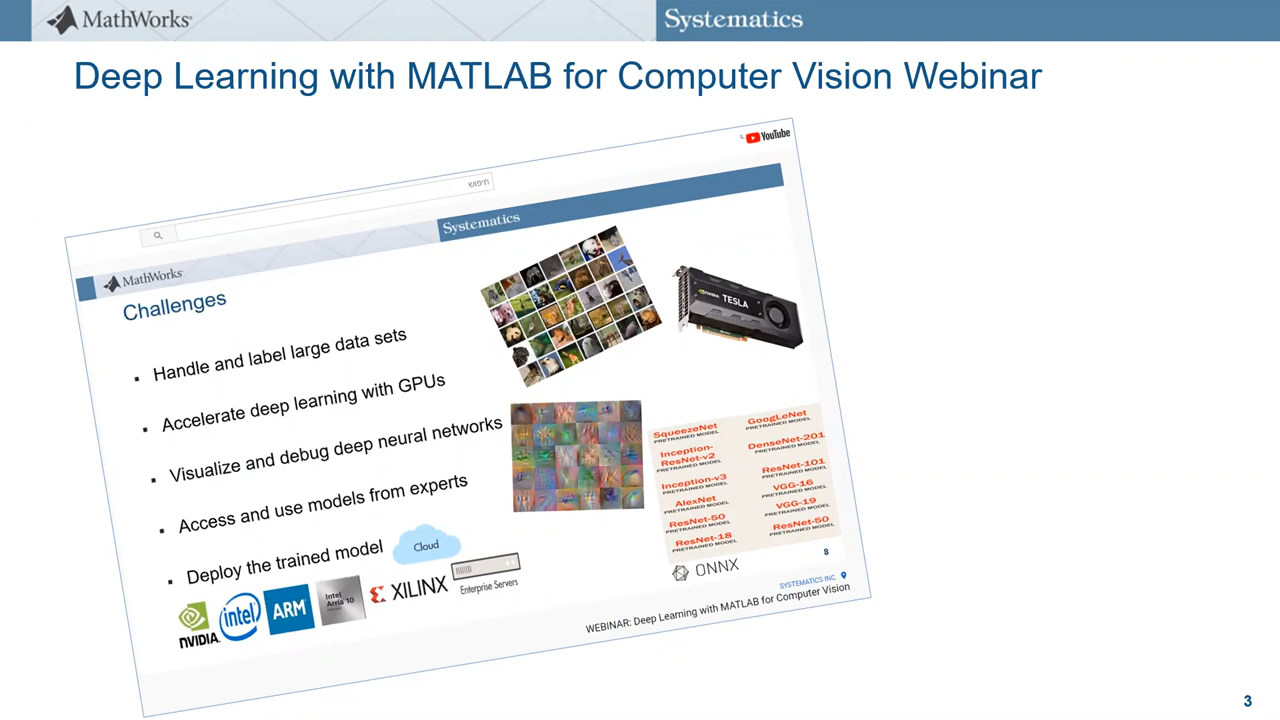 MathWorks
Systematics
Deep Learning with MATLAB for Computer Vision Webinar
YouTube
חיפוש
Systematics
MathWorks
Challenges
NVIDIA
TESLA
▪ Handle and label large data sets
▪ Accelerate deep learning with GPUs
▪ Visualize and debug deep neural networks
▪ Access and use models from experts
▪ Deploy the trained model
Cloud
NVIDIA
intel
ARM
Intel
Arria 10
XILINX
Enterprise Servers
SqueezeNet
PRETRAINED MODEL
Inception-
ResNet-v2
PRETRAINED MODEL
Inception-v3
PRETRAINED MODEL
AlexNet
PRETRAINED MODEL
ResNet-50
PRETRAINED MODEL
ResNet-18
PRETRAINED MODEL
GoogLeNet
PRETRAINED MODEL
DenseNet-201
PRETRAINED MODEL
ResNet-101
PRETRAINED MODEL
VGG-16
PRETRAINED MODEL
VGG-19
PRETRAINED MODEL
ResNet-50
PRETRAINED MODEL
8
ONNX
SYSTEMATICS INC.
WEBINAR: Deep Learning with MATLAB for Computer Vision
3